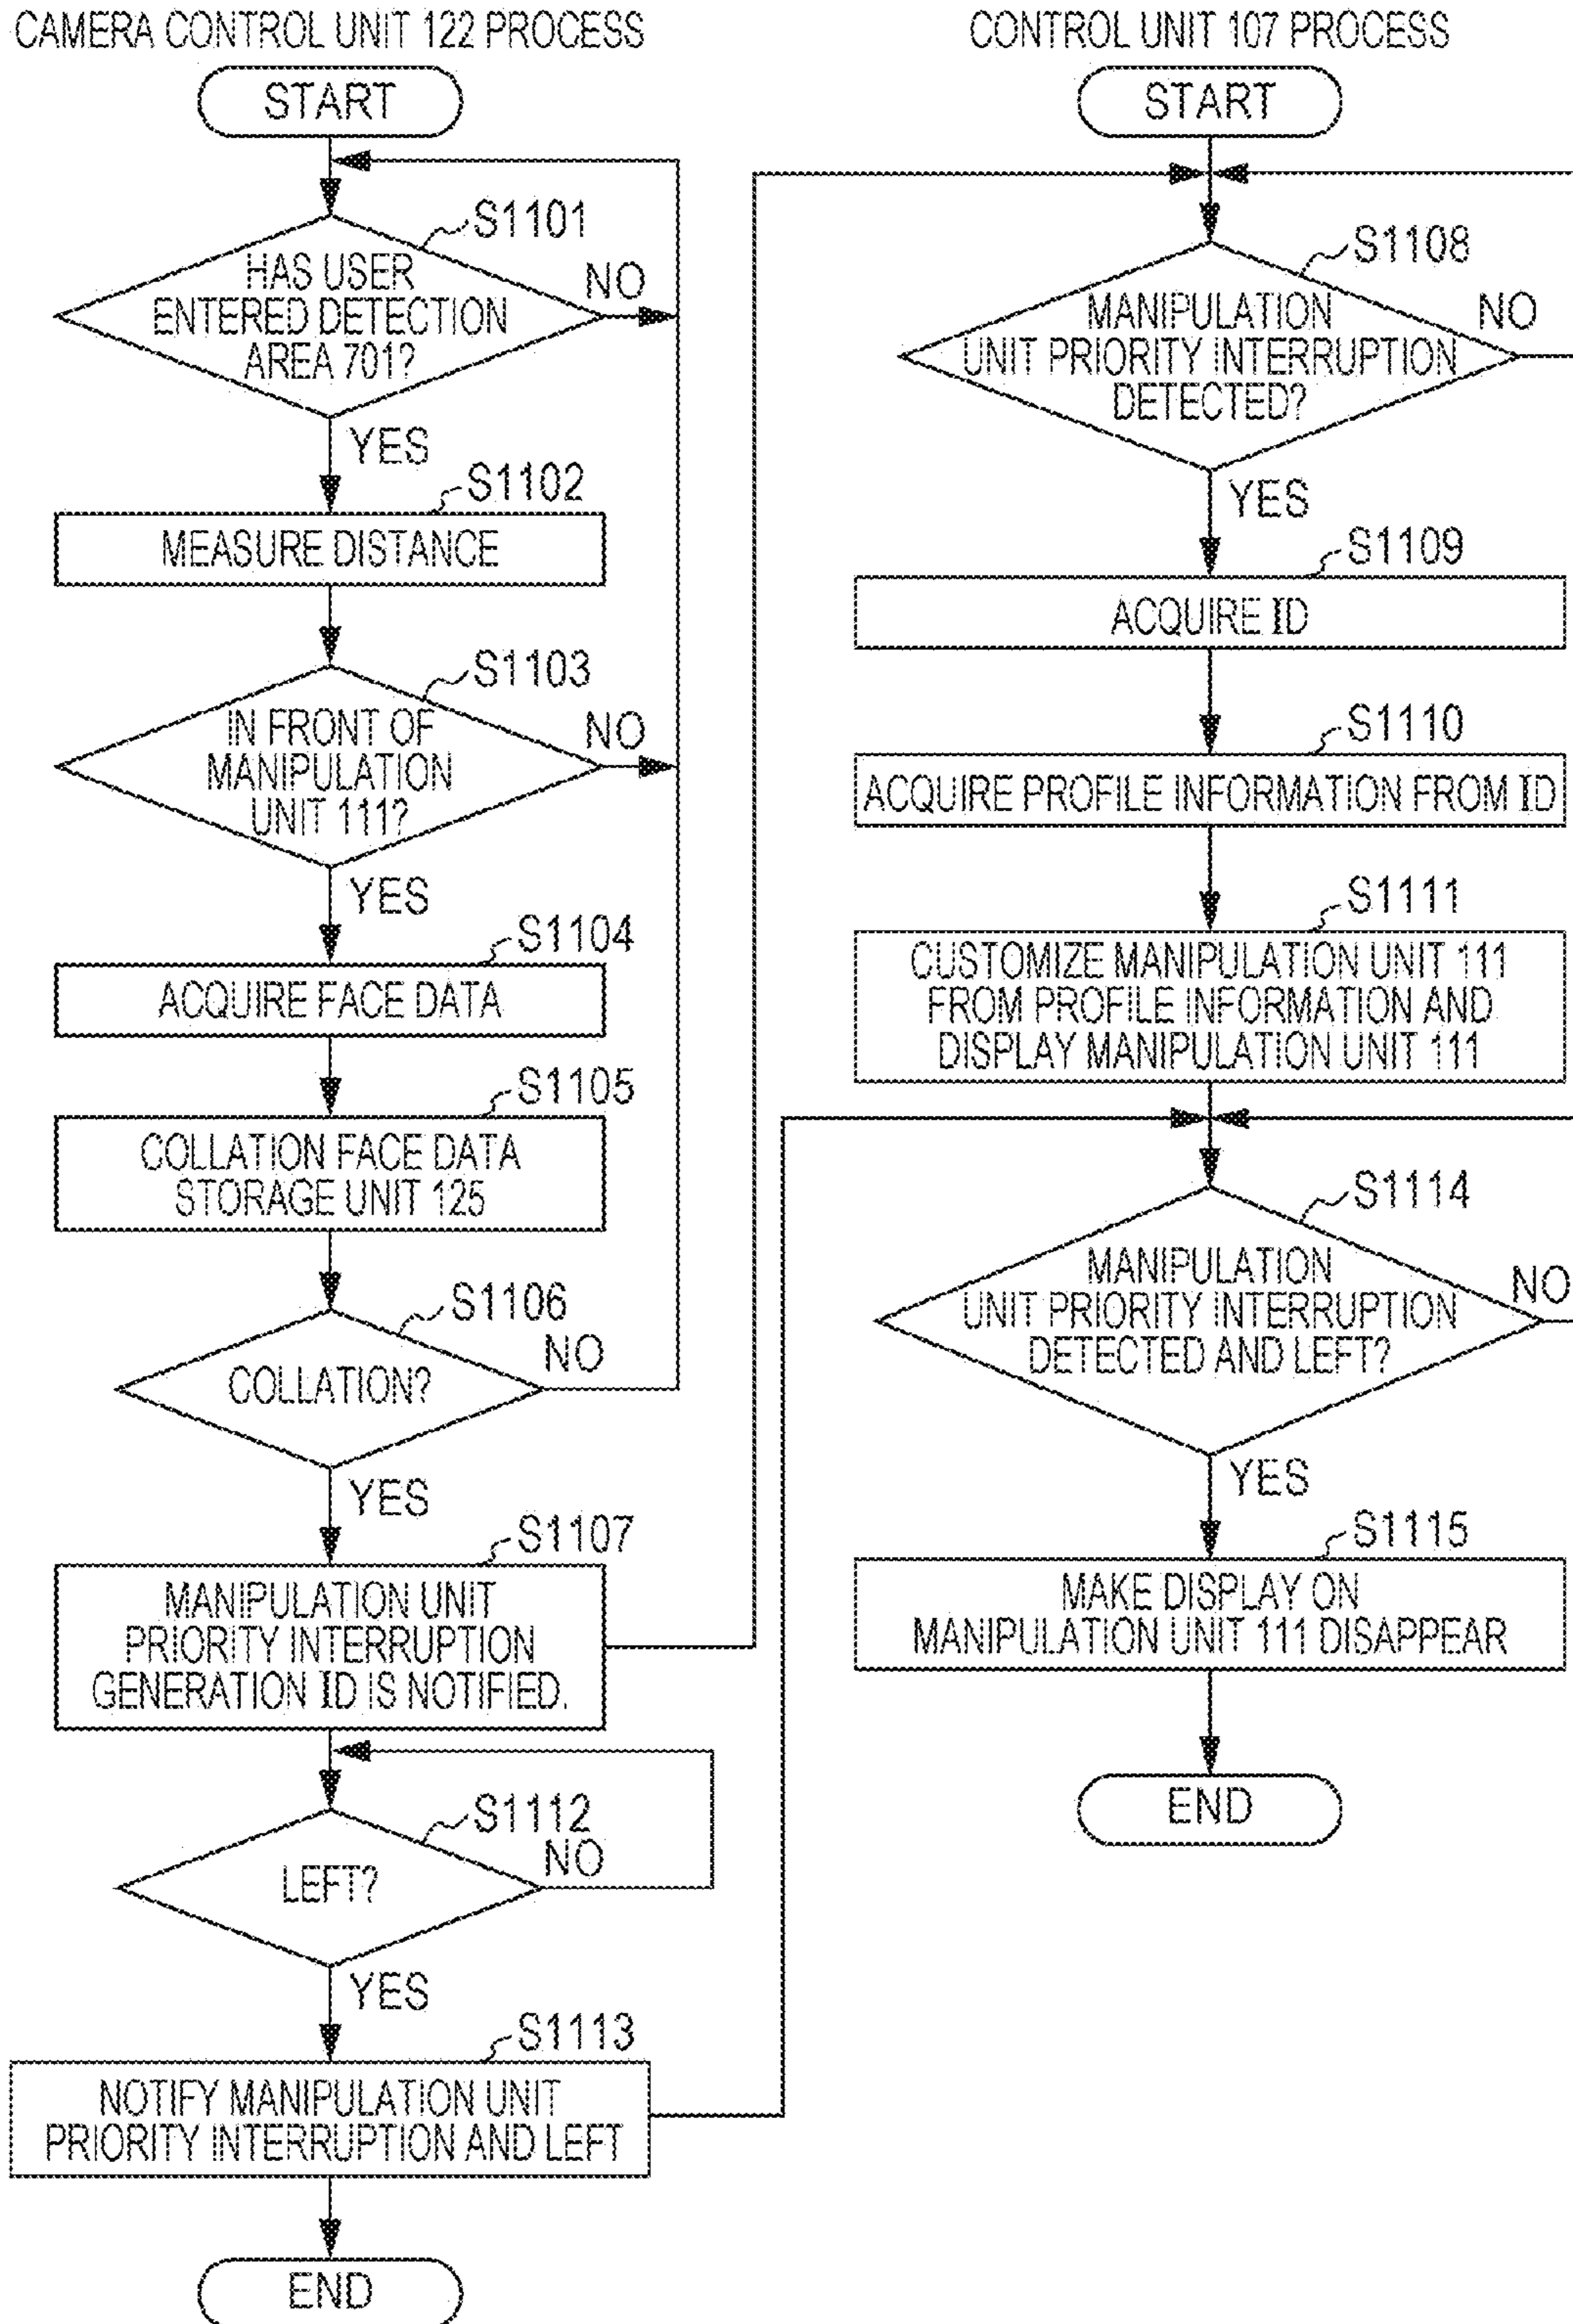 CAMERA CONTROL UNIT 122 PROCESS
START
S1101
HAS USER
ENTERED DETECTION
AREA 701?
NO
YES
S1102
MEASURE DISTANCE
S1103
IN FRONT OF
MANIPULATION
UNIT 111?
NO
YES
S1104
ACQUIRE FACE DATA
S1105
COLLATION FACE DATA
STORAGE UNIT 125
S1106
COLLATION?
NO
YES
S1107
MANIPULATION UNIT
PRIORITY INTERRUPTION
GENERATION ID IS NOTIFIED.
S1112
LEFT?
NO
YES
S1113
NOTIFY MANIPULATION UNIT
PRIORITY INTERRUPTION AND LEFT
END
CONTROL UNIT 107 PROCESS
START
S1108
MANIPULATION
UNIT PRIORITY INTERRUPTION
DETECTED?
NO
YES
S1109
ACQUIRE ID
S1110
ACQUIRE PROFILE INFORMATION FROM ID
S1111
CUSTOMIZE MANIPULATION UNIT 111
FROM PROFILE INFORMATION AND
DISPLAY MANIPULATION UNIT 111
S1114
MANIPULATION
UNIT PRIORITY INTERRUPTION
DETECTED AND LEFT?
NO
YES
S1115
MAKE DISPLAY ON
MANIPULATION UNIT 111 DISAPPEAR
END